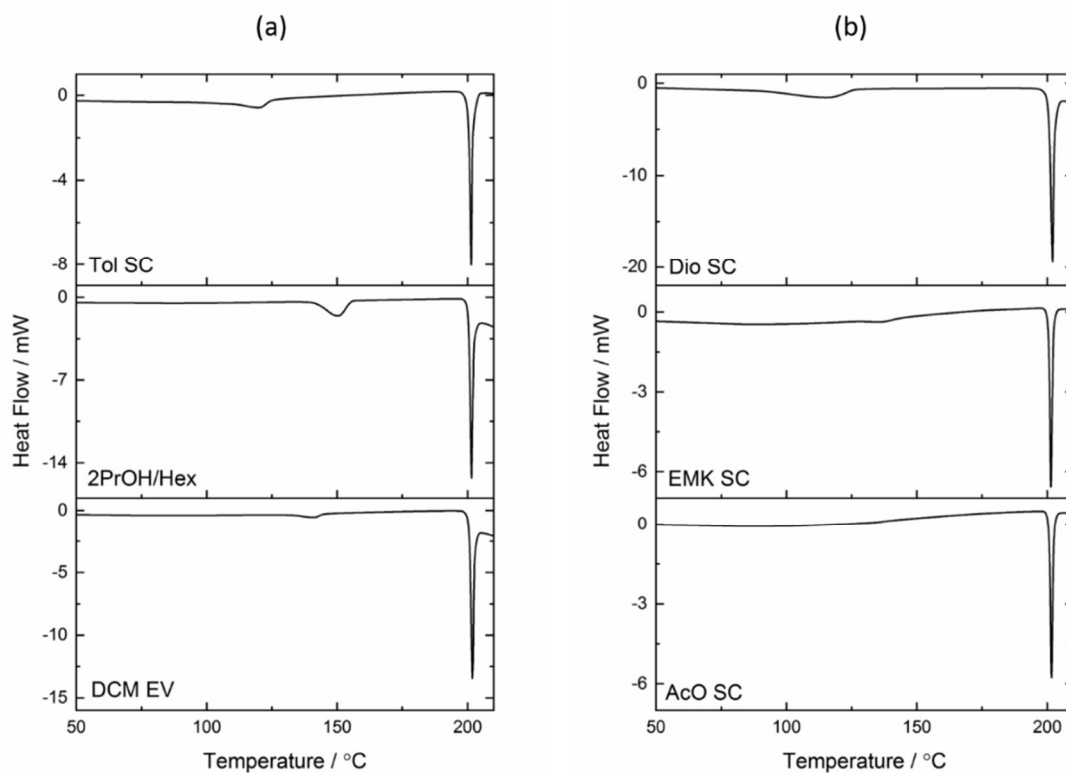 (a)
0
-4
-8
Tol SC
0
-7
-14
2PrOH/Hex
0
-5
-10
-15
DCM EV
50
100
150
200
Heat Flow / mW
Temperature / °C
(b)
0
-10
-20
Dio SC
0
-3
-6
EMK SC
0
-3
-6
AcO SC
50
100
150
200
Heat Flow / mW
Temperature / °C